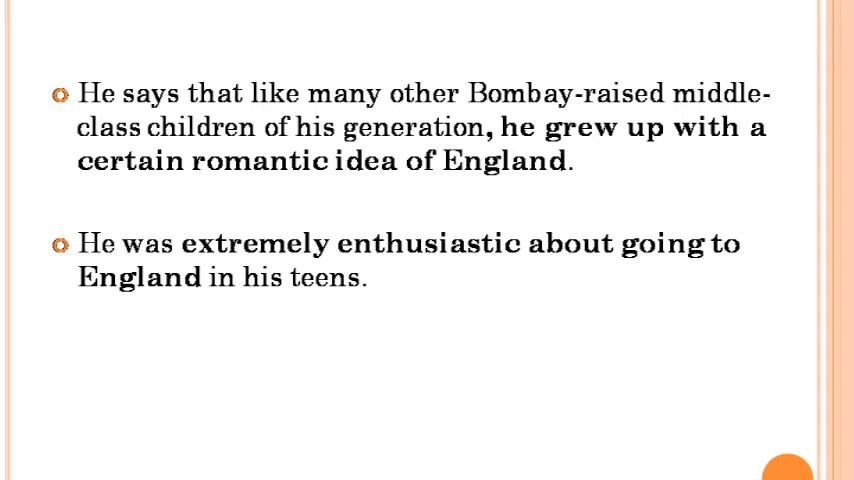 He says that like many other Bombay-raised middle-
class children of his generation, he grew up with a
certain romantic idea of England.
He was extremely enthusiastic about going to
England in his teens.